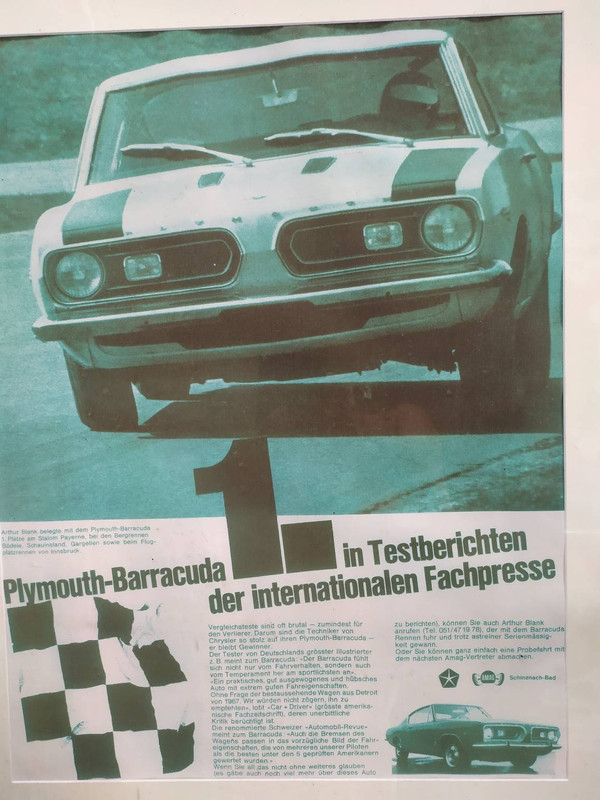 Arthur Blank belegte mit dem Plymouth-Barracuda
1. Plätze am Slalom Payerne, bei den Bergrennen
Bödele, Schauinsland, Gargellen sowie beim Flug-
platzrennen von Innsbruck.
1.
Plymouth-Barracuda
in Testberichten
der internationalen Fachpresse
Vergleichsteste sind oft brutal — zumindest für
den Verlierer. Darum sind die Techniker von
Chrysler so stolz auf ihren Plymouth-Barracuda —
er bleibt Gewinner.
Der Tester von Deutschlands grösster Illustrierter
z. B. meint zum Barracuda: «Der Barracuda fühlt
sich nicht nur vom Fahrverhalten, sondern auch
vom Temperament her am sportlichsten an».
«Ein praktisches, gut ausgewogenes und hübsches
Auto mit extrem guten Fahreigenschaften.
Ohne Frage der bestaussehende Wagen aus Detroit
von 1967. Wir würden nicht zögern, ihn zu
empfehlen», lobt «Car + Driver» (grösste amerika-
nische Fachzeitschrift), deren unerbittliche
Kritik berüchtigt ist.
Die renommierte Schweizer «Automobil-Revue»
meint zum Barracuda: «Auch die Bremsen des
Wagens passen in das vorzügliche Bild der Fahr-
eigenschaften, die von mehreren unserer Piloten
als die besten unter den 5 geprüften Amerikanern
gewertet wurden.»
Wenn Sie all das nicht ohne weiteres glauben
(es gäbe auch noch viel mehr über dieses Auto
zu berichten), können Sie auch Arthur Blank
anrufen (Tel. 061/47 19 78), der mit dem Barracuda
Rennen fuhr und trotz astreiner Serienmässig-
keit gewann.
Oder Sie können ganz einfach eine Probefahrt mit
dem nächsten Amag-Vertreter abmachen.
AMAG
Schinznach-Bad